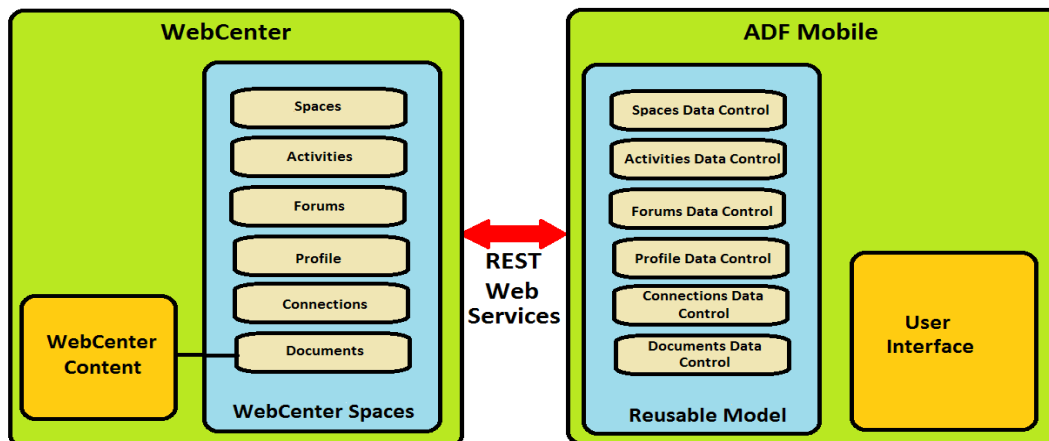 WebCenter
Spaces
Activities
Forums
Profile
Connections
Documents
WebCenter Spaces
WebCenter
Content
REST
Web
Services
ADF Mobile
Spaces Data Control
Activities Data Control
Forums Data Control
Profile Data Control
Connections Data
Control
Documents Data
Control
Reusable Model
User
Interface